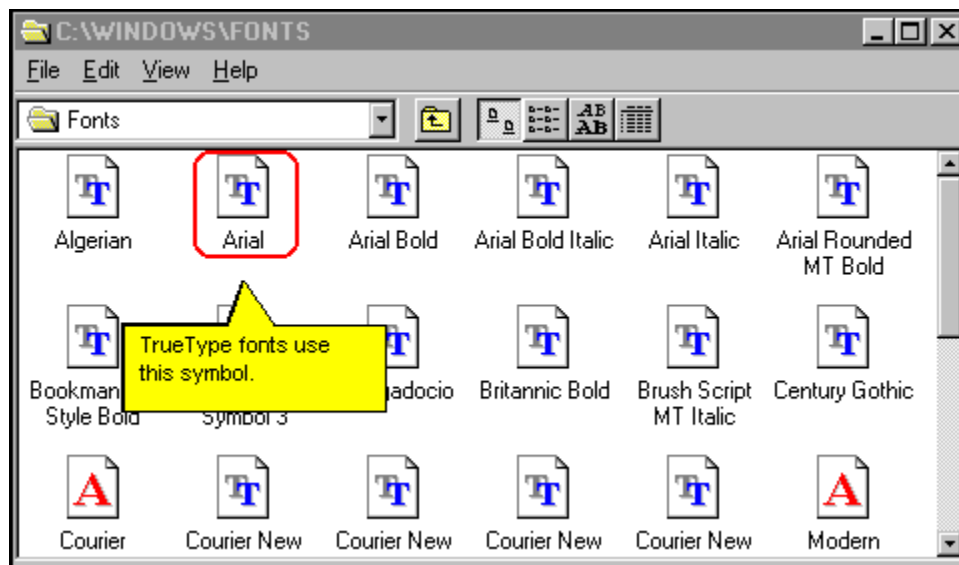 C:\WINDOWS\FONTS
File Edit View Help
Fonts
Algerian Arial Arial Bold Arial Bold Italic Arial Italic Arial Rounded
MT Bold
TrueType fonts use
this symbol.
Bookman adocio Britannic Bold Brush Script Century Gothic
Style Bold Symbol 3 MT Italic
Courier Courier New Courier New Courier New Courier New Modern